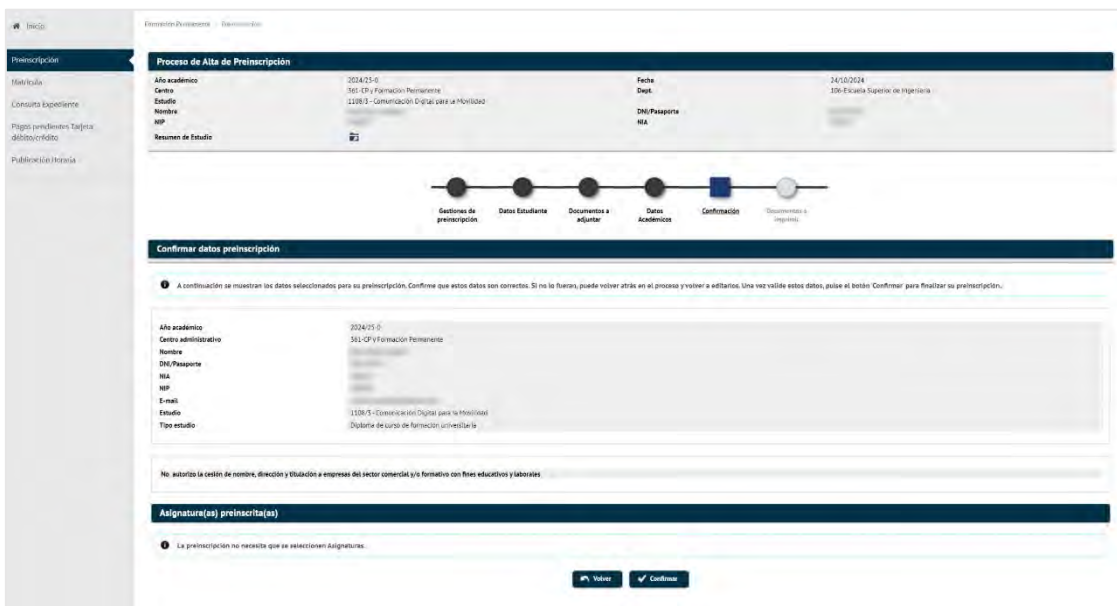 Inicio
Formación Permanente / Preinscripción
Preinscripción
Matrícula
Consulta Expediente
Pagos pendientes Tarjeta
débito/crédito
Publicación Horaria
Proceso de Alta de Preinscripción
Año académico 2024/25-0 Fecha 24/10/2024
Centro 361-CP y Formación Permanente Dept. 106-Escuela Superior de Ingeniería
Estudio 1108/3 - Comunicación Digital para la Movilidad
Nombre DNI/Pasaporte
NIP NIA
Resumen de Estudio
Gestiones de
preinscripción
Datos Estudiante
Documentos a
adjuntar
Datos
Académicos
Confirmación
Documentos a
imprimir
Confirmar datos preinscripción
A continuación se muestran los datos seleccionados para su preinscripción. Confirme que estos datos son correctos. Si no lo fueran, puede volver atrás en el proceso y volver a editarlos. Una vez valide estos datos, pulse el botón 'Confirmar' para finalizar su preinscripción.
Año académico 2024/25-0
Centro administrativo 361-CP y Formación Permanente
Nombre
DNI/Pasaporte
NIA
NIP
E-mail
Estudio 1108/3 - Comunicación Digital para la Movilidad
Tipo estudio Diploma de curso de formación universitaria
No autorizo la cesión de nombre, dirección y titulación a empresas del sector comercial y/o formativo con fines educativos y laborales
Asignatura(as) preinscrita(as)
La preinscripción no necesita que se seleccionen Asignaturas.
Volver
Confirmar